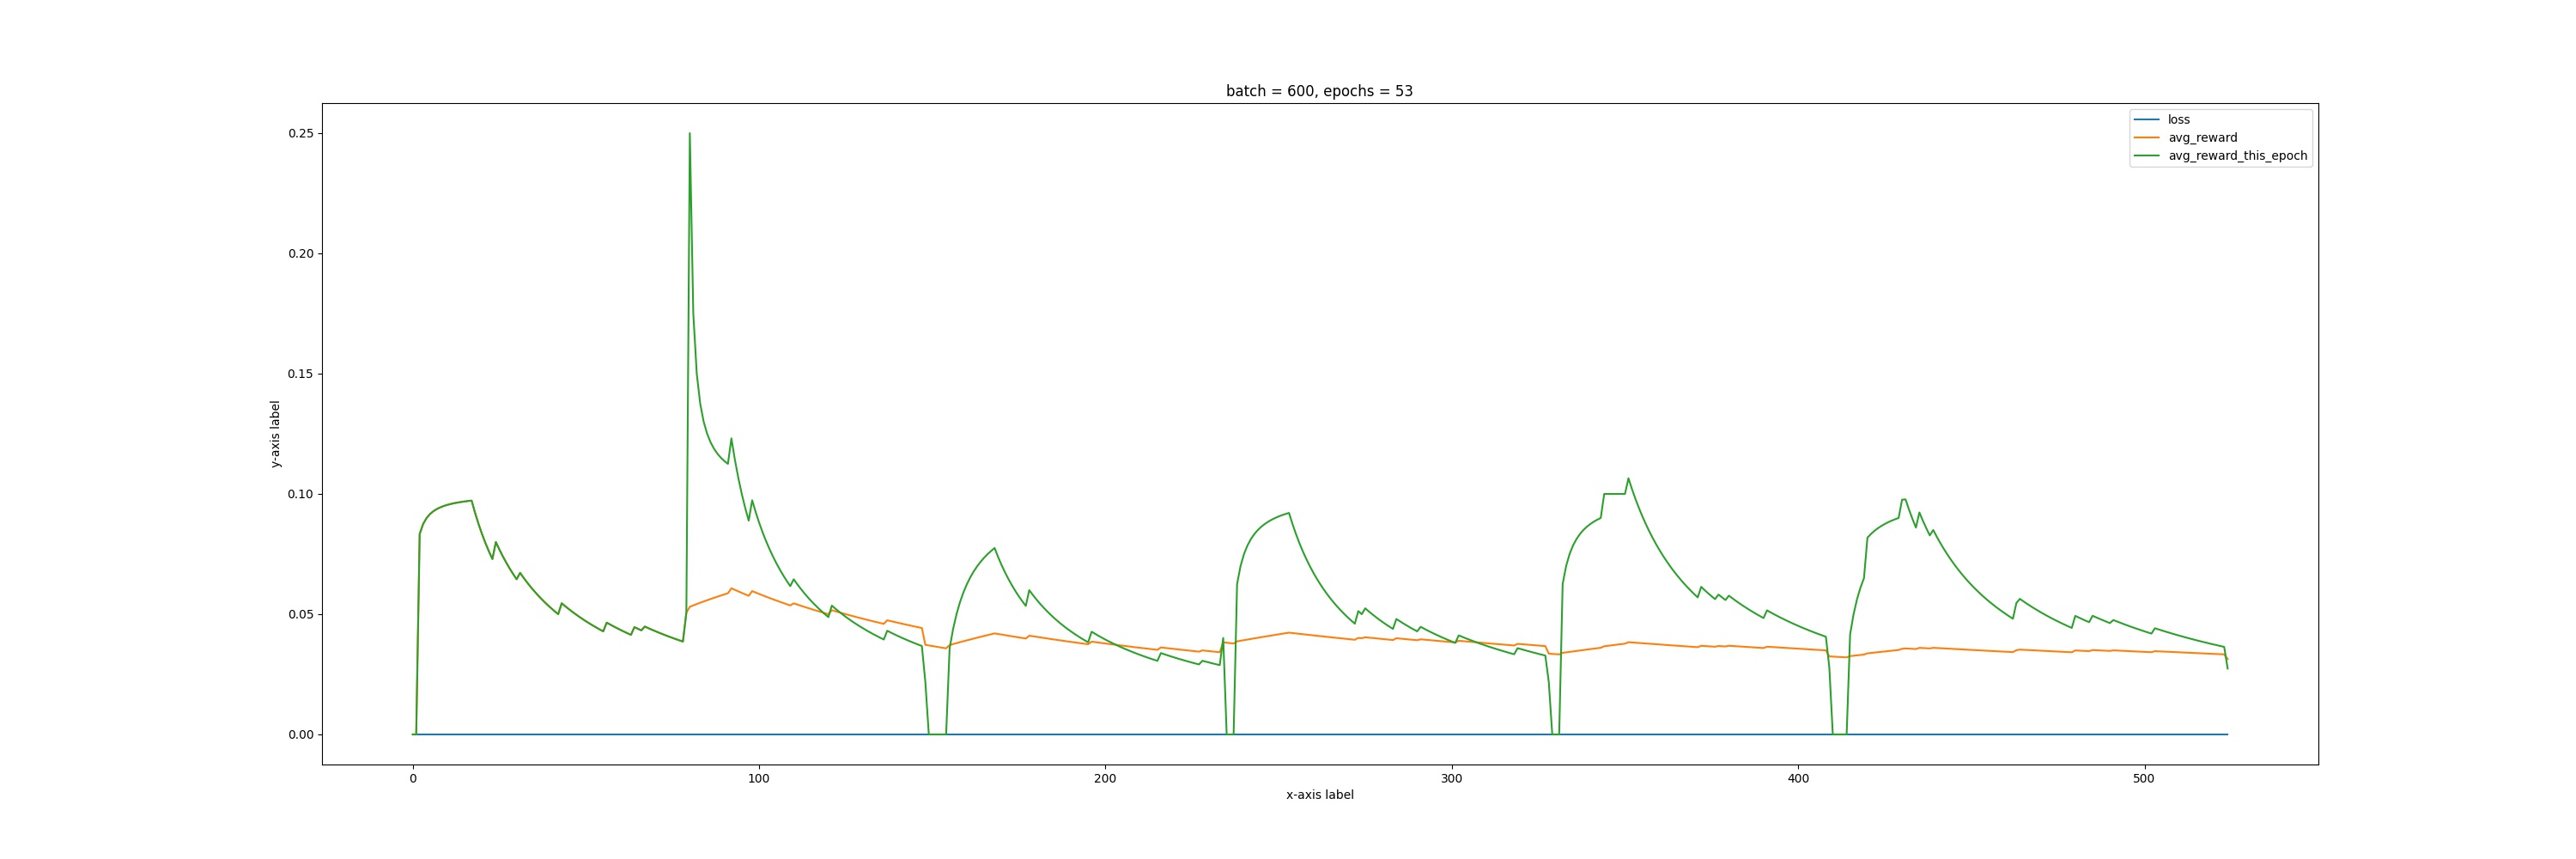 batch = 600, epochs = 53
loss
avg_reward
avg_reward_this_epoch
y-axis label
0.25
0.20
0.15
0.10
0.05
0.00
0
100
200
300
400
500
x-axis label